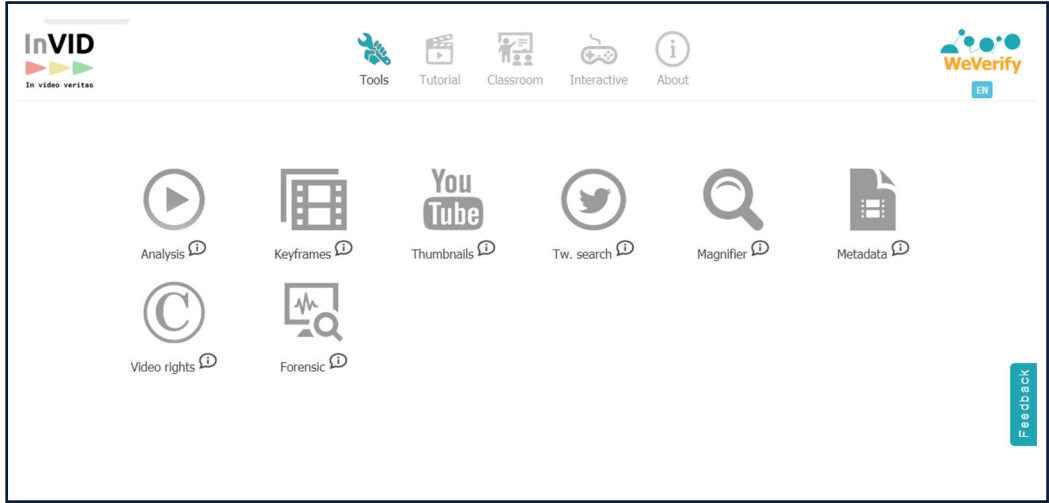 InVID
In video veritas
Tools
Tutorial
Classroom
Interactive
About
WeVerify
EN
You
Tube
Analysis
Keyframes
Thumbnails
Tw. search
Magnifier
Metadata
C
Video rights
Forensic
Feedback